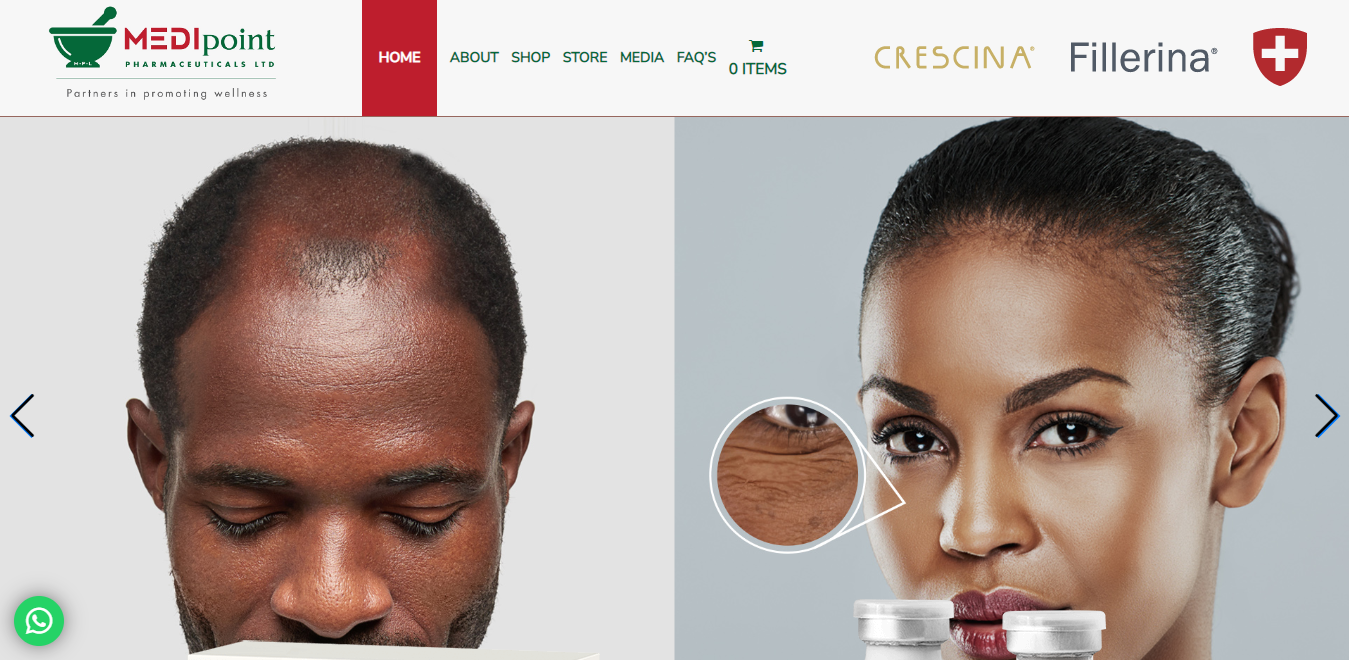 MEDIpoint
H·P·L
PHARMACEUTICALS LTD
Partners in promoting wellness
HOME
ABOUT
SHOP
STORE
MEDIA
FAQ'S
0 ITEMS
CRESCINA®
Fillerina®